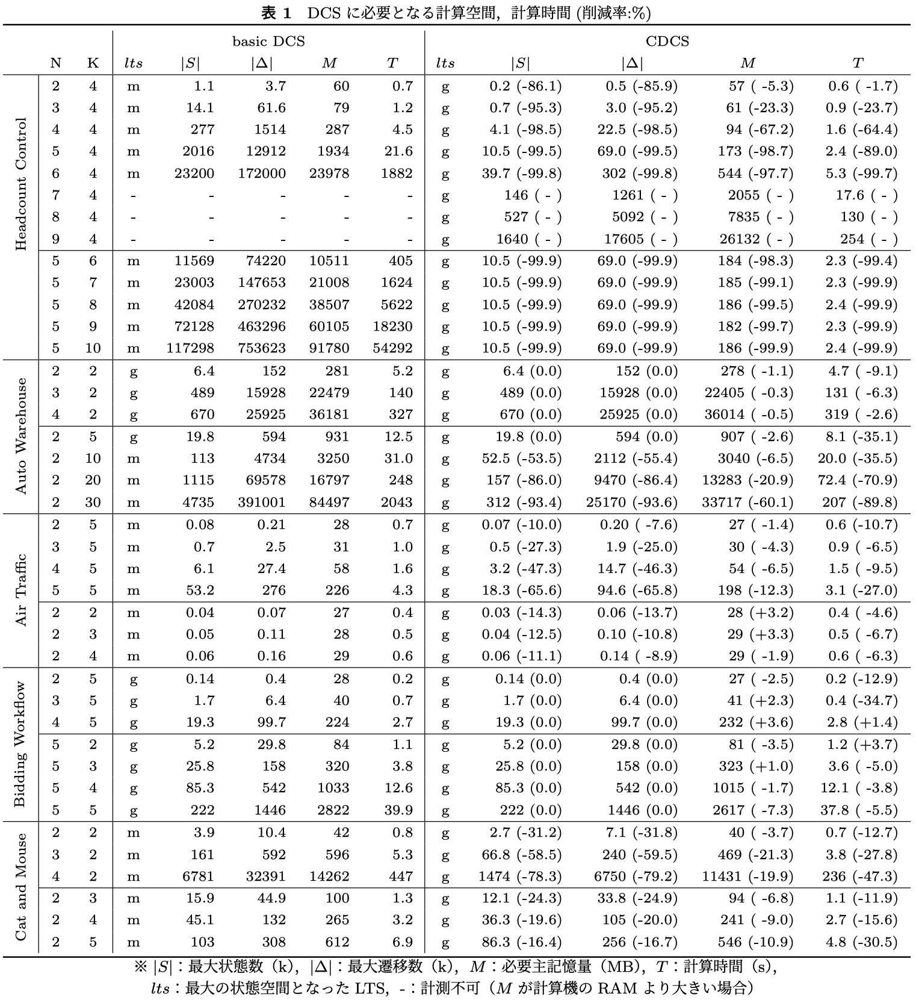 表 1 DCS に必要となる計算空間，計算時間 (削減率:%)
basic DCS CDCS
N K lts |S| |Δ| M T lts |S| |Δ| M T
Headcount Control
2 4 m 1.1 3.7 60 0.7 g 0.2 (-86.1) 0.5 (-85.9) 57 ( -5.3) 0.6 ( -1.7)
3 4 m 14.1 61.6 79 1.2 g 0.7 (-95.3) 3.0 (-95.2) 61 (-23.3) 0.9 (-23.7)
4 4 m 277 1514 287 4.5 g 4.1 (-98.5) 22.5 (-98.5) 94 (-67.2) 1.6 (-64.4)
5 4 m 2016 12912 1934 21.6 g 10.5 (-99.5) 69.0 (-99.5) 173 (-98.7) 2.4 (-89.0)
6 4 m 23200 172000 23978 1882 g 39.7 (-99.8) 302 (-99.8) 544 (-97.7) 5.3 (-99.7)
7 4 - - - - - g 146 ( - ) 1261 ( - ) 2055 ( - ) 17.6 ( - )
8 4 - - - - - g 527 ( - ) 5092 ( - ) 7835 ( - ) 130 ( - )
9 4 - - - - - g 1640 ( - ) 17605 ( - ) 26132 ( - ) 254 ( - )
5 6 m 11569 74220 10511 405 g 10.5 (-99.9) 69.0 (-99.9) 184 (-98.3) 2.3 (-99.4)
5 7 m 23003 147653 21008 1624 g 10.5 (-99.9) 69.0 (-99.9) 185 (-99.1) 2.3 (-99.9)
5 8 m 42084 270232 38507 5622 g 10.5 (-99.9) 69.0 (-99.9) 186 (-99.5) 2.4 (-99.9)
5 9 m 72128 463296 60105 18230 g 10.5 (-99.9) 69.0 (-99.9) 182 (-99.7) 2.3 (-99.9)
5 10 m 117298 753623 91780 54292 g 10.5 (-99.9) 69.0 (-99.9) 186 (-99.9) 2.4 (-99.9)
Auto Warehouse
2 2 g 6.4 152 281 5.2 g 6.4 (0.0) 152 (0.0) 278 ( -1.1) 4.7 ( -9.1)
3 2 g 489 15928 22479 140 g 489 (0.0) 15928 (0.0) 22405 ( -0.3) 131 ( -6.3)
4 2 g 670 25925 36181 327 g 670 (0.0) 25925 (0.0) 36014 ( -0.5) 319 ( -2.6)
2 5 g 19.8 594 931 12.5 g 19.8 (0.0) 594 (0.0) 907 ( -2.6) 8.1 (-35.1)
2 10 m 113 4734 3250 31.0 g 52.5 (-53.5) 2112 (-55.4) 3040 (-6.5) 20.0 (-35.5)
2 20 m 1115 69578 16797 248 g 157 (-86.0) 9470 (-86.4) 13283 (-20.9) 72.4 (-70.9)
2 30 m 4735 391001 84497 2043 g 312 (-93.4) 25170 (-93.6) 33717 (-60.1) 207 (-89.8)
Air Traffic
2 5 m 0.08 0.21 28 0.7 g 0.07 (-10.0) 0.20 ( -7.6) 27 ( -1.4) 0.6 (-10.7)
3 5 m 0.7 2.5 31 1.0 g 0.5 (-27.3) 1.9 (-25.0) 30 ( -4.3) 0.9 ( -6.5)
4 5 m 6.1 27.4 58 1.6 g 3.2 (-47.3) 14.7 (-46.3) 54 ( -6.5) 1.5 ( -9.5)
5 5 m 53.2 276 226 4.3 g 18.3 (-65.6) 94.6 (-65.8) 198 (-12.3) 3.1 (-27.0)
2 2 m 0.04 0.07 27 0.4 g 0.03 (-14.3) 0.06 (-13.7) 28 (+3.2) 0.4 ( -4.6)
2 3 m 0.05 0.11 28 0.5 g 0.04 (-12.5) 0.10 (-10.8) 29 (+3.3) 0.5 ( -6.7)
2 4 m 0.06 0.16 29 0.6 g 0.06 (-11.1) 0.14 ( -8.9) 29 ( -1.9) 0.6 ( -6.3)
Bidding Workflow
2 5 g 0.14 0.4 28 0.2 g 0.14 (0.0) 0.4 (0.0) 27 ( -2.5) 0.2 (-12.9)
3 5 g 1.7 6.4 40 0.7 g 1.7 (0.0) 6.4 (0.0) 41 (+2.3) 0.4 (-34.7)
4 5 g 19.3 99.7 224 2.7 g 19.3 (0.0) 99.7 (0.0) 232 (+3.6) 2.8 (+1.4)
5 2 g 5.2 29.8 84 1.1 g 5.2 (0.0) 29.8 (0.0) 81 ( -3.5) 1.2 (+3.7)
5 3 g 25.8 158 320 3.8 g 25.8 (0.0) 158 (0.0) 323 (+1.0) 3.6 ( -5.0)
5 4 g 85.3 542 1033 12.6 g 85.3 (0.0) 542 (0.0) 1015 ( -1.7) 12.1 ( -3.8)
5 5 g 222 1446 2822 39.9 g 222 (0.0) 1446 (0.0) 2617 ( -7.3) 37.8 ( -5.5)
Cat and Mouse
2 2 m 3.9 10.4 42 0.8 g 2.7 (-31.2) 7.1 (-31.8) 40 ( -3.7) 0.7 (-12.7)
3 2 m 161 592 596 5.3 g 66.8 (-58.5) 240 (-59.5) 469 (-21.3) 3.8 (-27.8)
4 2 m 6781 32391 14262 447 g 1474 (-78.3) 6750 (-79.2) 11431 (-19.9) 236 (-47.3)
2 3 m 15.9 44.9 100 1.3 g 12.1 (-24.3) 33.8 (-24.9) 94 ( -6.8) 1.1 (-11.9)
2 4 m 45.1 132 265 3.2 g 36.3 (-19.6) 105 (-20.0) 241 ( -9.0) 2.7 (-15.6)
2 5 m 103 308 612 6.9 g 86.3 (-16.4) 256 (-16.7) 546 (-10.9) 4.8 (-30.5)
※ |S|：最大状態数（k），|Δ|：最大遷移数（k），M：必要主記憶量（MB），T：計算時間（s），
lts：最大の状態空間となった LTS，-：計測不可（M が計算機の RAM より大きい場合）